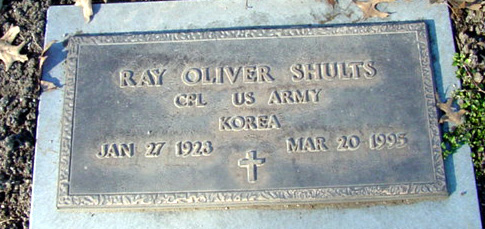 RAY OLIVER SHULTS
CPL US ARMY
KOREA
JAN 27 1923 MAR 20 1995